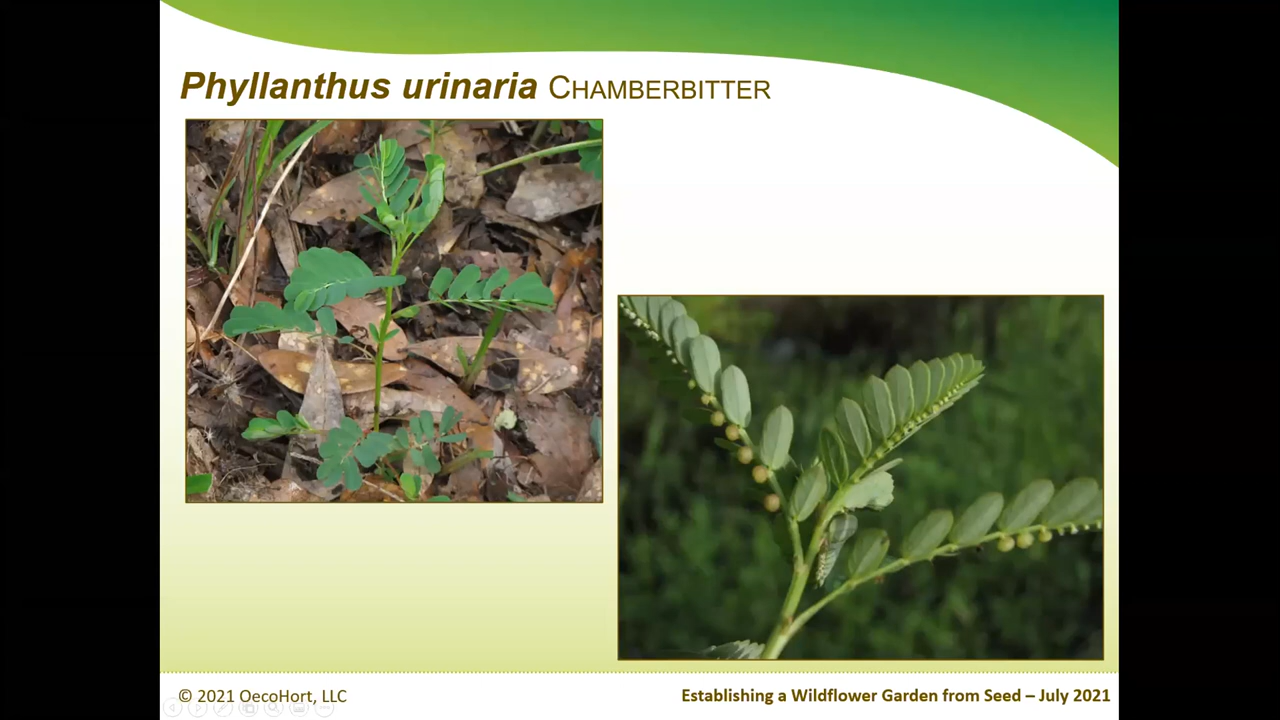 Phyllanthus urinaria CHAMBERBITTER
© 2021 OecoHort, LLC
Establishing a Wildflower Garden from Seed – July 2021